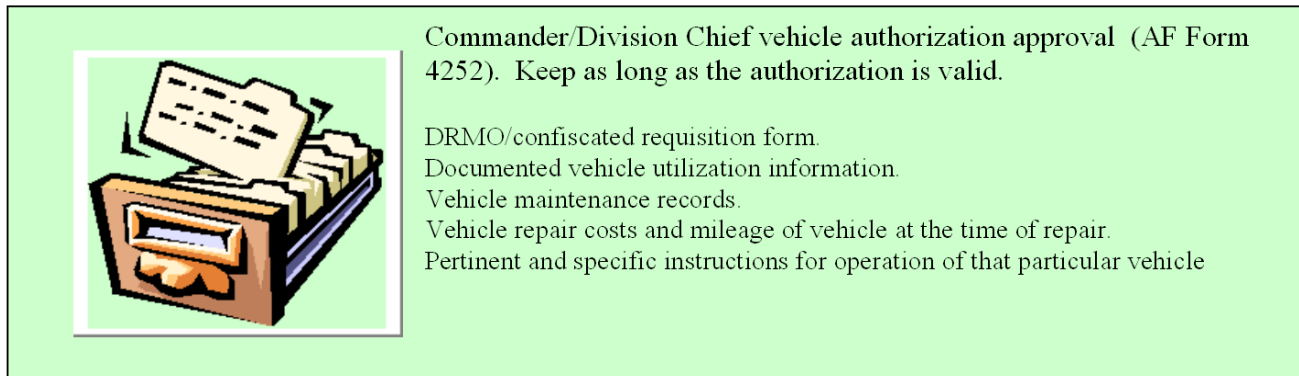 Commander/Division Chief vehicle authorization approval (AF Form
4252). Keep as long as the authorization is valid.
DRMO/confiscated requisition form.
Documented vehicle utilization information.
Vehicle maintenance records.
Vehicle repair costs and mileage of vehicle at the time of repair.
Pertinent and specific instructions for operation of that particular vehicle